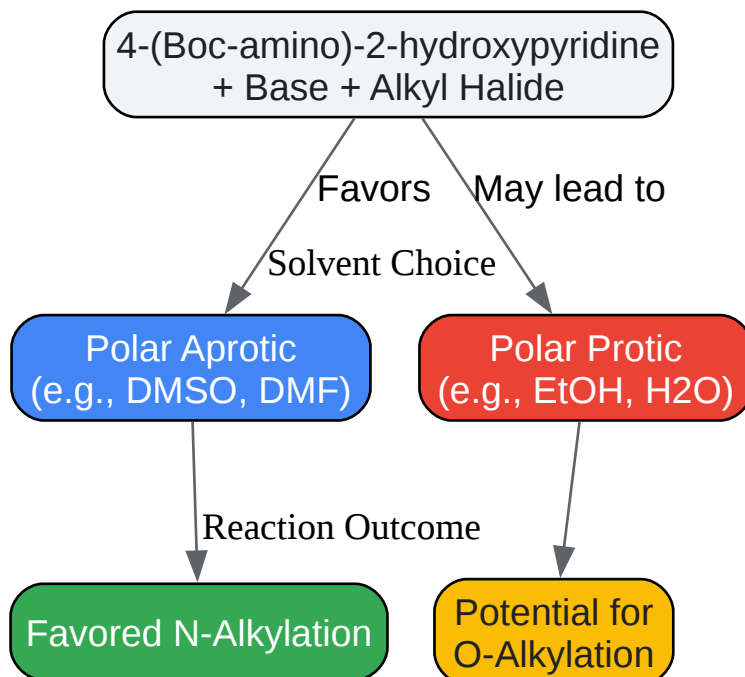 4-(Boc-amino)-2-hydroxypyridine
+ Base + Alkyl Halide
Favors
May lead to
Solvent Choice
Polar Aprotic
(e.g., DMSO, DMF)
Polar Protic
(e.g., EtOH, H2O)
Reaction Outcome
Favored N-Alkylation
Potential for
O-Alkylation